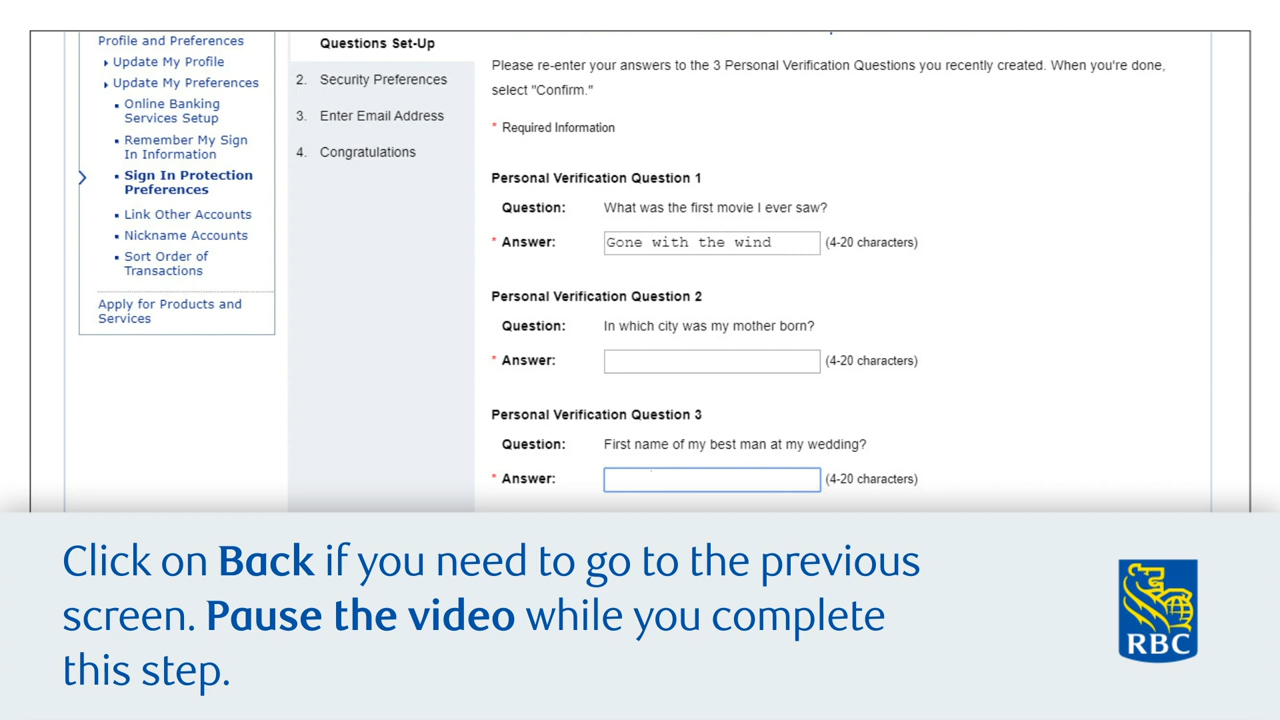 Profile and Preferences
Update My Profile
Update My Preferences
Online Banking
Services Setup
Remember My Sign
In Information
Sign In Protection
Preferences
Link Other Accounts
Nickname Accounts
Sort Order of
Transactions
Apply for Products and
Services
Questions Set-Up
2. Security Preferences
3. Enter Email Address
4. Congratulations
Please re-enter your answers to the 3 Personal Verification Questions you recently created. When you're done,
select "Confirm."
* Required Information
Personal Verification Question 1
Question: What was the first movie I ever saw?
* Answer: Gone with the wind (4-20 characters)
Personal Verification Question 2
Question: In which city was my mother born?
* Answer: (4-20 characters)
Personal Verification Question 3
Question: First name of my best man at my wedding?
* Answer: (4-20 characters)
Click on Back if you need to go to the previous
screen. Pause the video while you complete
this step.
RBC